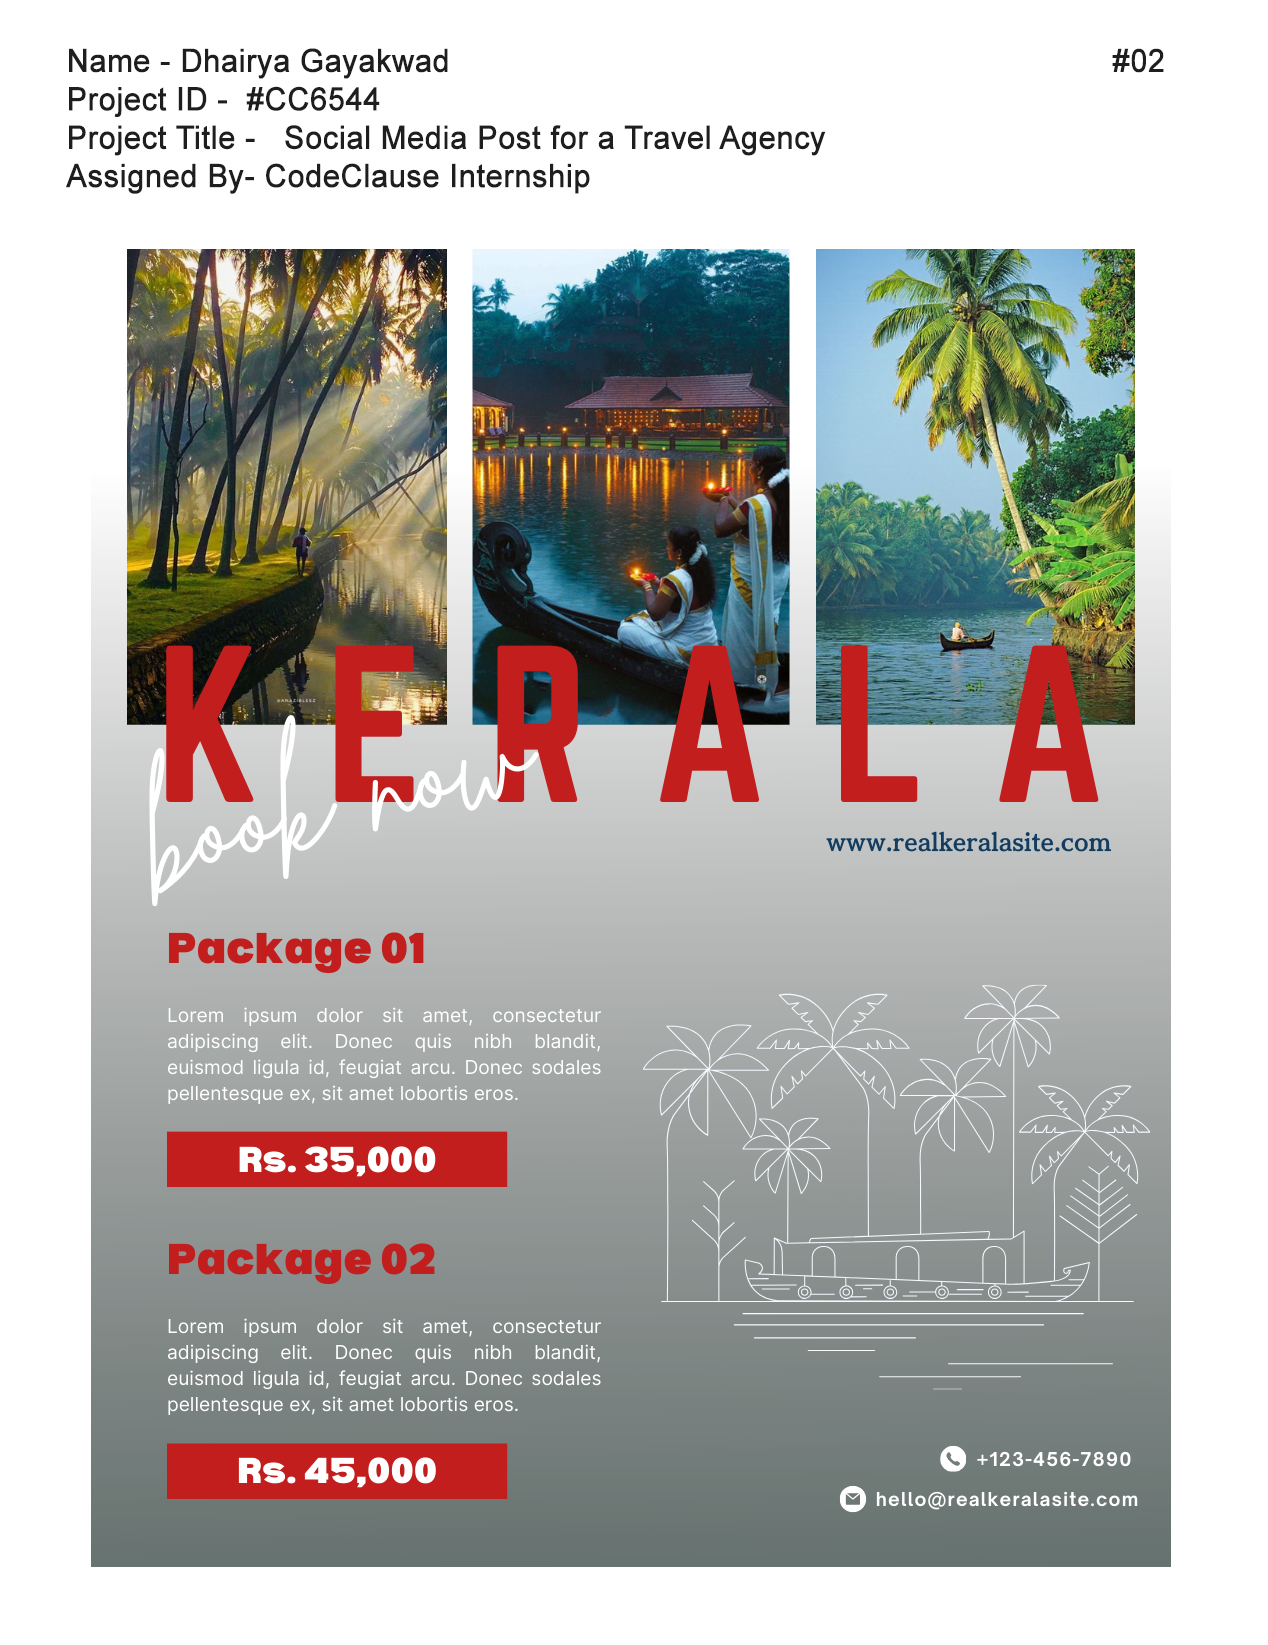 Name - Dhairya Gayakwad
#02
Project ID - #CC6544
Project Title - Social Media Post for a Travel Agency
Assigned By- CodeClause Internship
KERALA
book now
www.realkeralasite.com
Package 01
Lorem ipsum dolor sit amet, consectetur
adipiscing elit. Donec quis nibh blandit,
euismod ligula id, feugiat arcu. Donec sodales
pellentesque ex, sit amet lobortis eros.
Rs. 35,000
Package 02
Lorem ipsum dolor sit amet, consectetur
adipiscing elit. Donec quis nibh blandit,
euismod ligula id, feugiat arcu. Donec sodales
pellentesque ex, sit amet lobortis eros.
Rs. 45,000
+123-456-7890
hello@realkeralasite.com